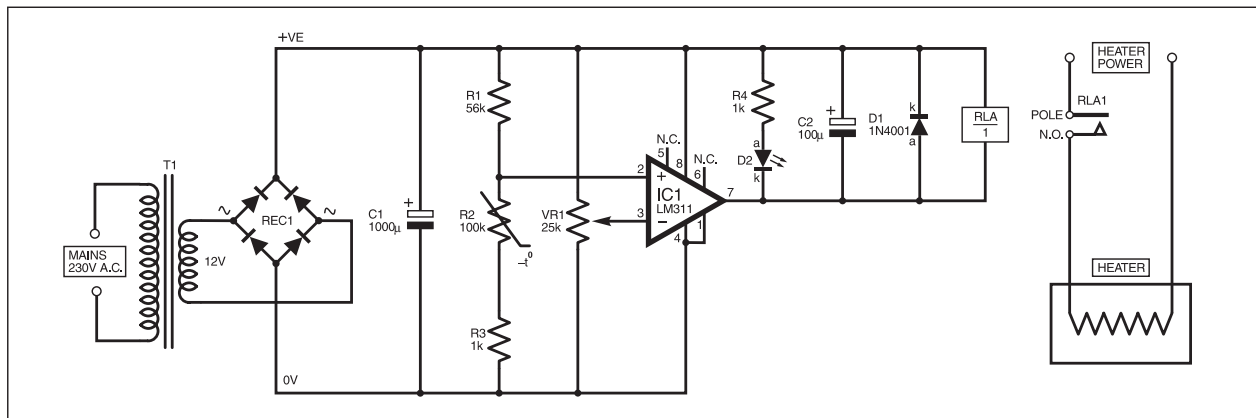 +VE
T1
MAINS
230V A.C.
12V
~
~
REC1
0V
+
C1
1000µ
R1
56k
R2
100k
–t°
R3
1k
VR1
25k
N.C.
5
8
N.C.
6
2
+
IC1
LM311
3
–
1
4
7
R4
1k
a
D2
k
+
C2
100µ
D1
1N4001
k
a
RLA
1
HEATER
POWER
RLA1
POLE
N.O.
HEATER